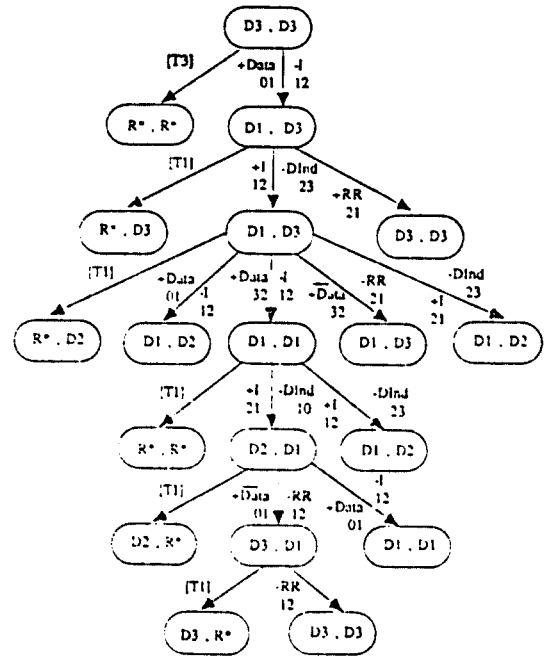 D3 , D3
[T3] +Data -I
01 12
R* , R* D1 , D3
[T1] +I -DInd +RR
12 23 21
R* , D3 D1 , D3 D3 , D3
[T1] +Data -I +Data -I +D̅a̅t̅a̅ -RR +I -DInd
01 12 32 12 32 21 21 23
R* , D2 D1 , D2 D1 , D1 D1 , D3 D1 , D2
[T1] +I -DInd +I -DInd
21 10 12 23
R* , R* D2 , D1 D1 , D2
[T1] +D̅a̅t̅a̅ -RR +Data -I
01 12 01 12
D2 , R* D3 , D1 D1 , D1
[T1] -RR
12
D3 , R* D3 , D3